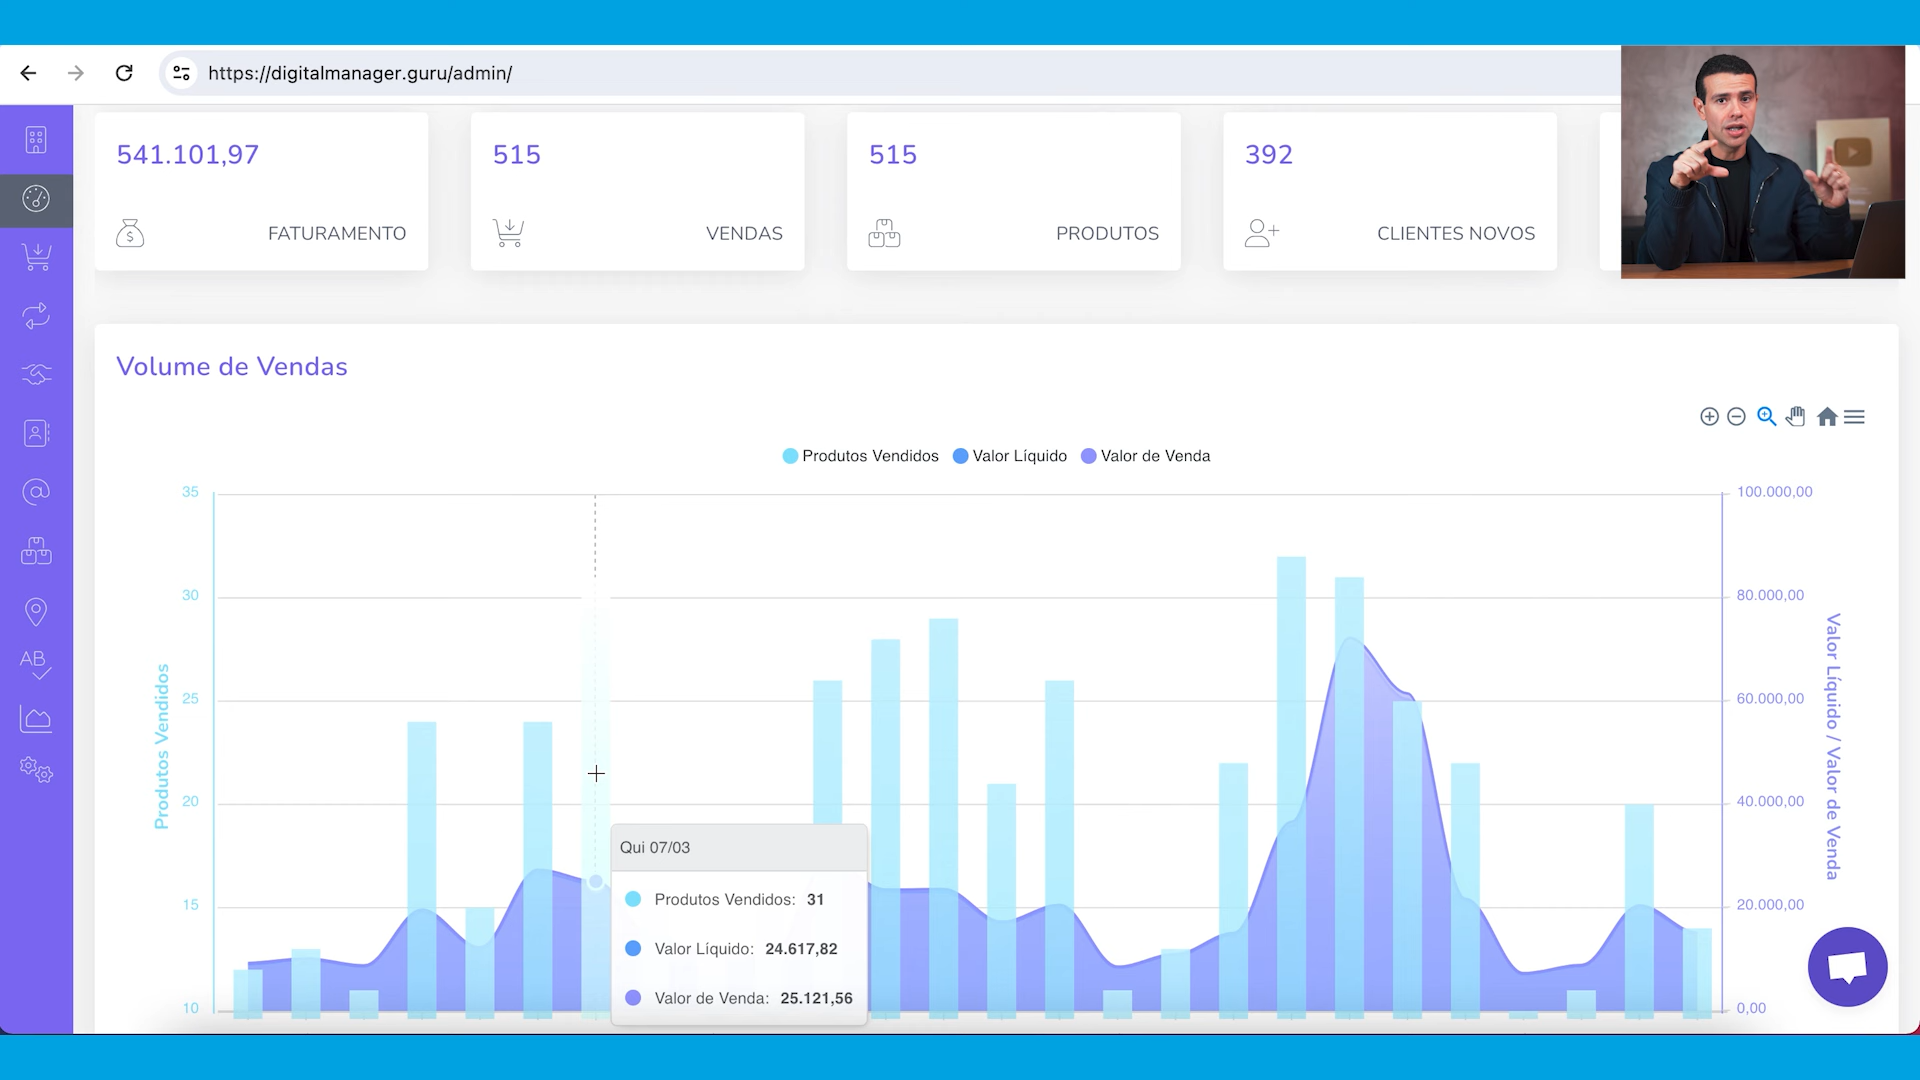 https://digitalmanager.guru/admin/
541.101,97
FATURAMENTO
515
VENDAS
515
PRODUTOS
392
CLIENTES NOVOS
Volume de Vendas
Produtos Vendidos
Valor Líquido
Valor de Venda
35
30
25
20
15
10
Produtos Vendidos
100.000,00
80.000,00
60.000,00
40.000,00
20.000,00
0,00
Valor Líquido / Valor de Venda
Qui 07/03
Produtos Vendidos: 31
Valor Líquido: 24.617,82
Valor de Venda: 25.121,56
AB